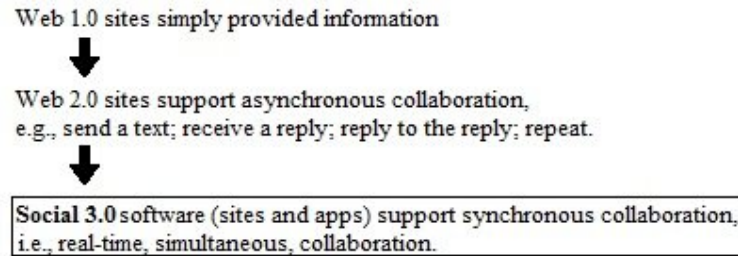 Web 1.0 sites simply provided information
Web 2.0 sites support asynchronous collaboration,
e.g., send a text; receive a reply; reply to the reply; repeat.
Social 3.0 software (sites and apps) support synchronous collaboration,
i.e., real-time, simultaneous, collaboration.